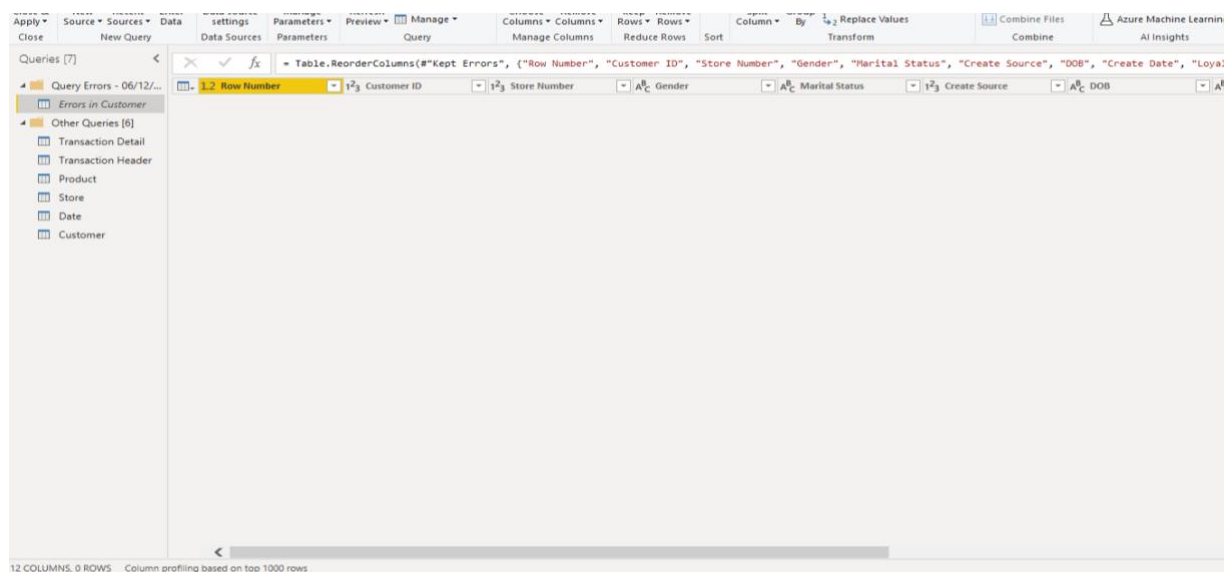 Apply Source Sources Data settings Parameters Preview Manage Columns Columns Rows Rows Column By 1 2 Replace Values Combine Files Azure Machine Learning
Close New Query Data Sources Parameters Query Manage Columns Reduce Rows Sort Transform Combine AI Insights
Queries [7] fx = Table.ReorderColumns(#"Kept Errors", {"Row Number", "Customer ID", "Store Number", "Gender", "Marital Status", "Create Source", "DOB", "Create Date", "Loyal
Query Errors - 06/12/... 1.2 Row Number 123 Customer ID 123 Store Number ABC Gender ABC Marital Status 123 Create Source ABC DOB
Errors in Customer
Other Queries [6]
Transaction Detail
Transaction Header
Product
Store
Date
Customer
12 COLUMNS, 0 ROWS Column profiling based on top 1000 rows